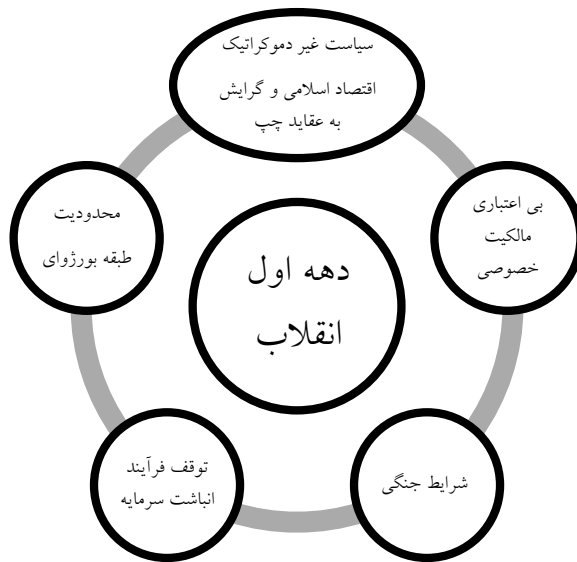 سیاست غیر دموکراتیک
اقتصاد اسلامی و گرایش
به عقاید چپ
بی اعتباری
مالکیت
خصوصی
محدودیت
طبقه بورژوای
دهه اول
انقلاب
شرایط جنگی
توقف فرآیند
انباشت سرمایه